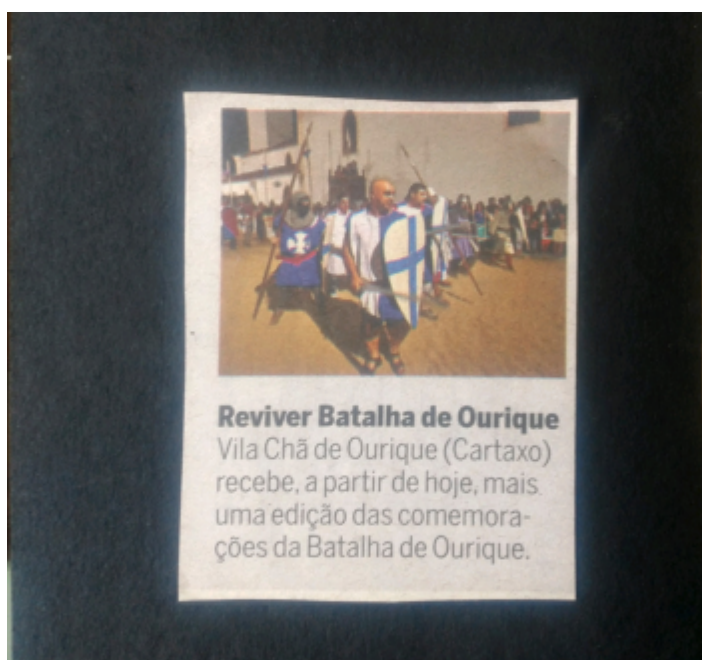 Reviver Batalha de Ourique
Vila Chã de Ourique (Cartaxo)
recebe, a partir de hoje, mais
uma edição das comemora-
ções da Batalha de Ourique.